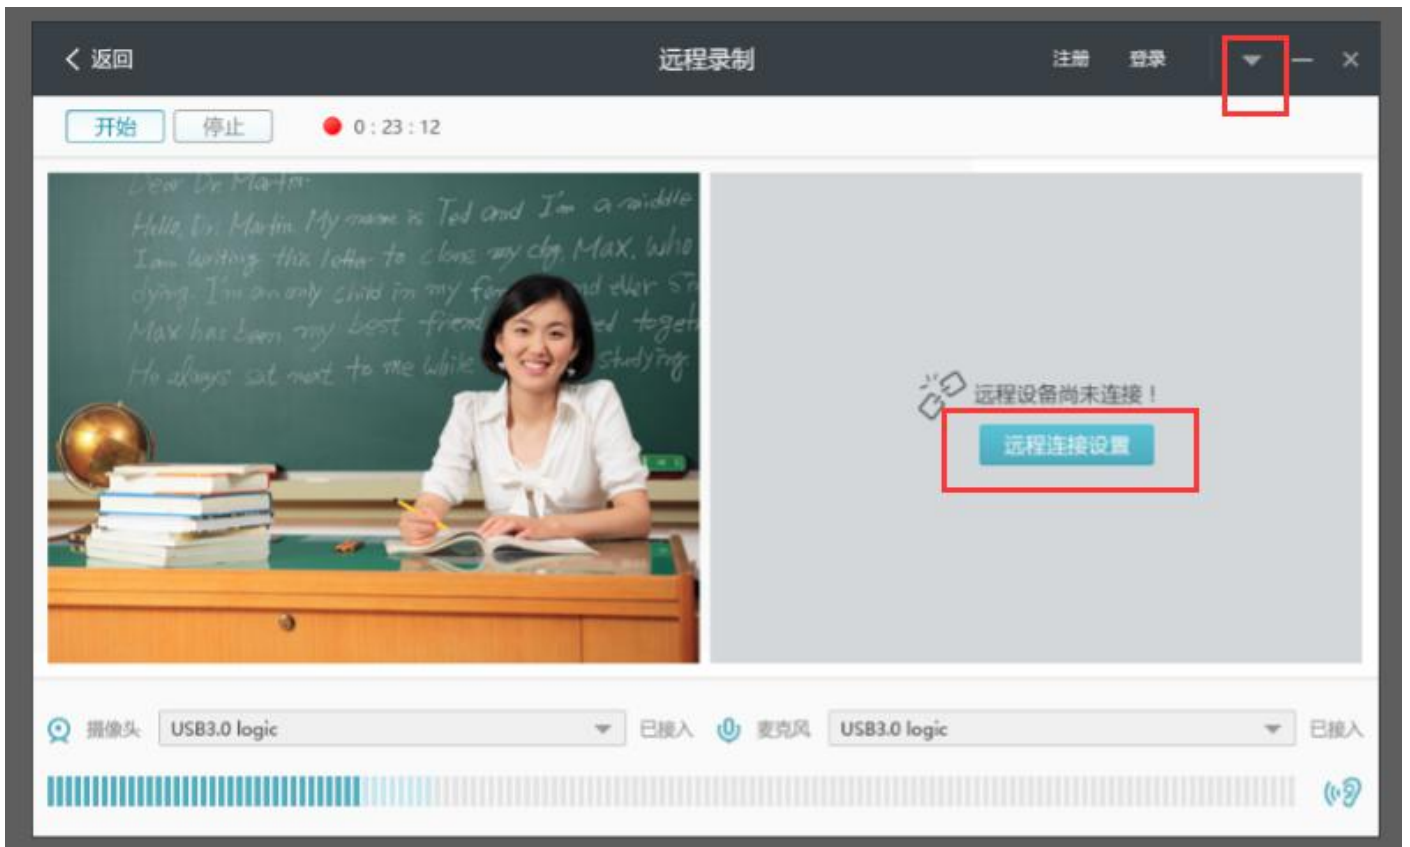 返回
远程录制
注册 登录
开始 停止 0 : 23 : 12
Dear Dr. Martin.
Hello, Dr. Martin. My name is Ted and I'm a middle
I am writing this letter to clone my dog, Max, who
dying. I'm an only child in my
Max has been my best friend
He always sat next to me while studying.
远程设备尚未连接！
远程连接设置
摄像头 USB3.0 logic 已接入 麦克风 USB3.0 logic 已接入